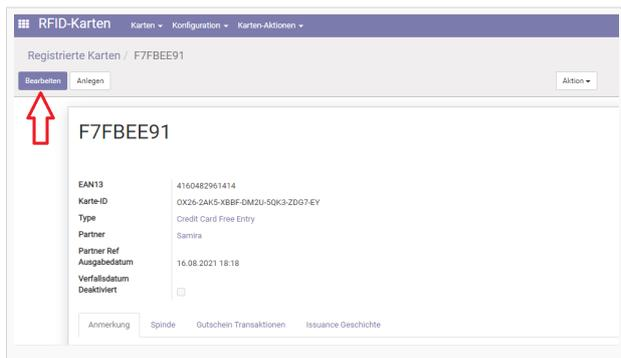 RFID-Karten Karten Konfiguration Karten-Aktionen
Registrierte Karten / F7FBEE91
Bearbeiten Anlegen Aktion
F7FBEE91
EAN13 4160482961414
Karte-ID OX26-2AK5-XBBF-DM2U-5QK3-ZDG7-EY
Type Credit Card Free Entry
Partner Samira
Partner Ref
Ausgabedatum 16.08.2021 18:18
Verfallsdatum
Deaktiviert
Anmerkung Spinde Gutschein Transaktionen Issuance Geschichte